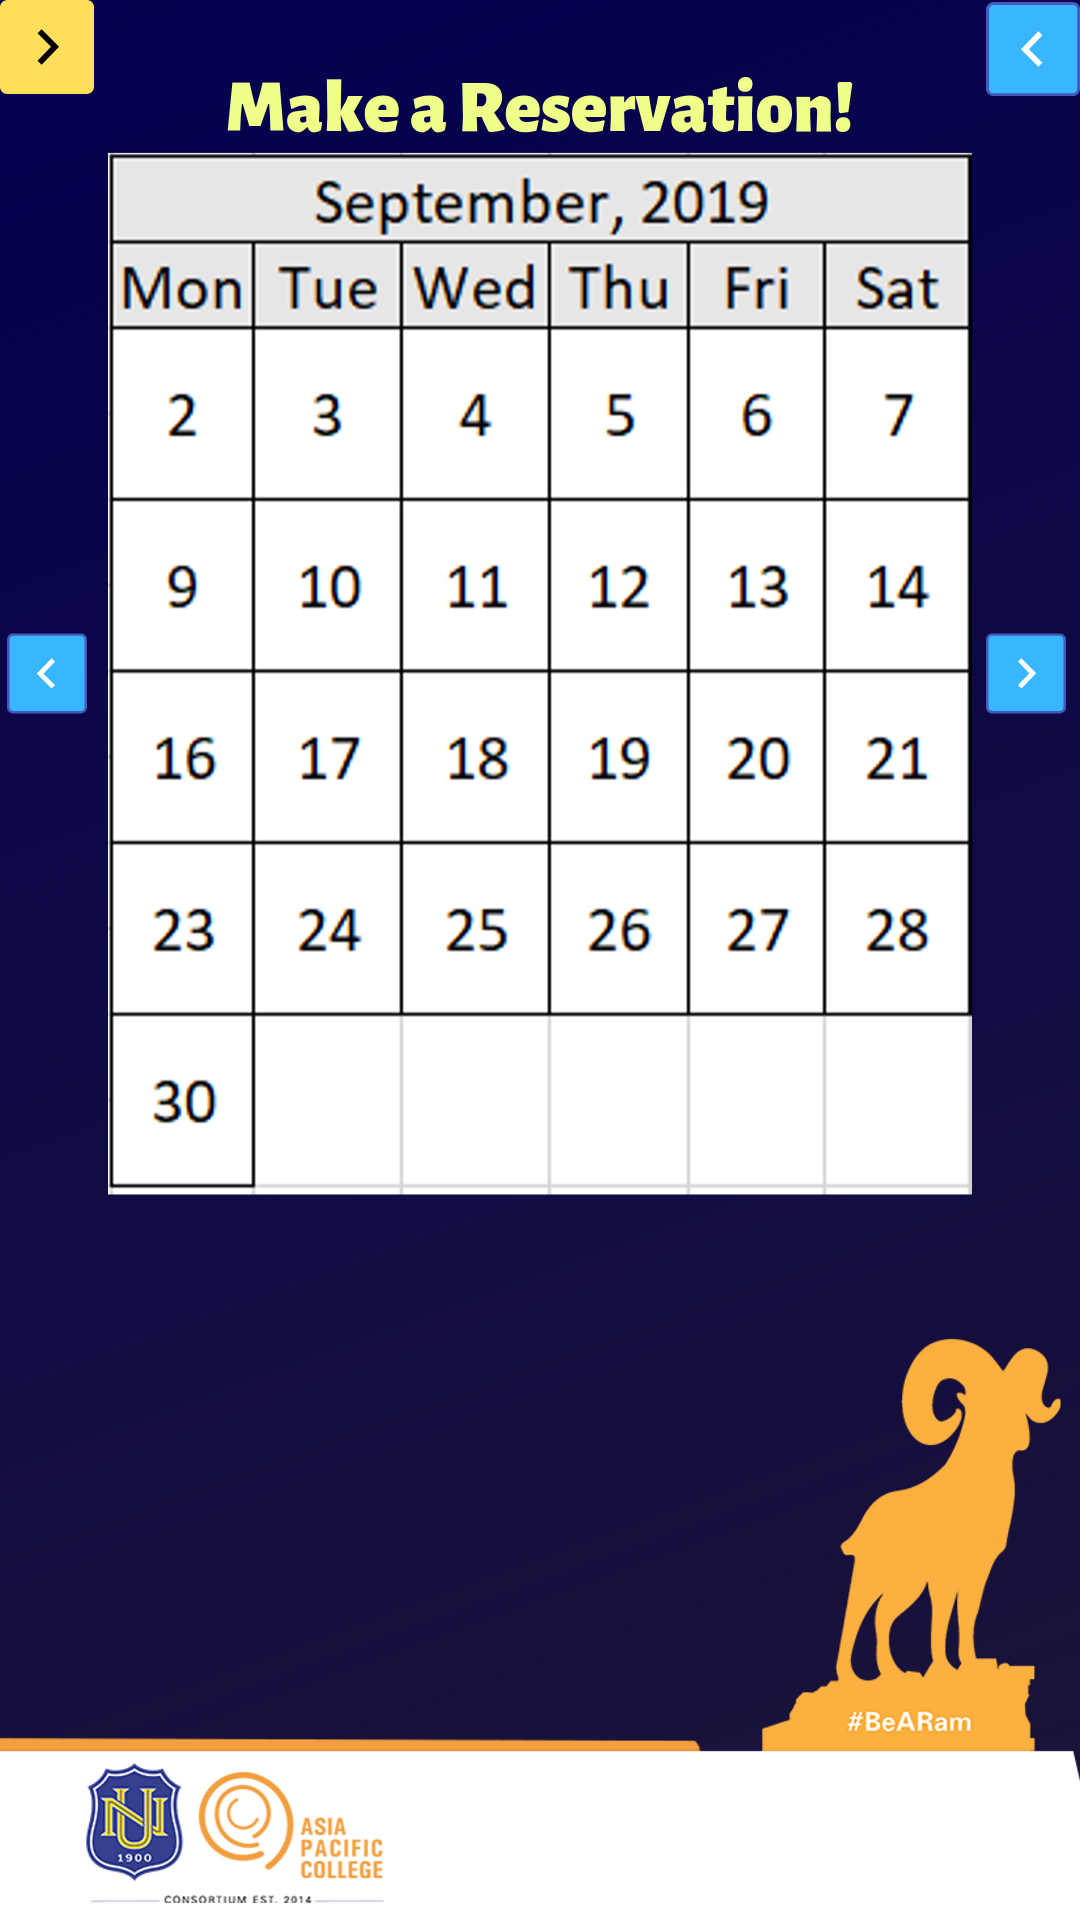 Make a Reservation!
September, 2019
Mon Tue Wed Thu Fri Sat
2 3 4 5 6 7
9 10 11 12 13 14
16 17 18 19 20 21
23 24 25 26 27 28
30
#BeARam
NU
1900
ASIA
PACIFIC
COLLEGE
CONSORTIUM EST. 2014